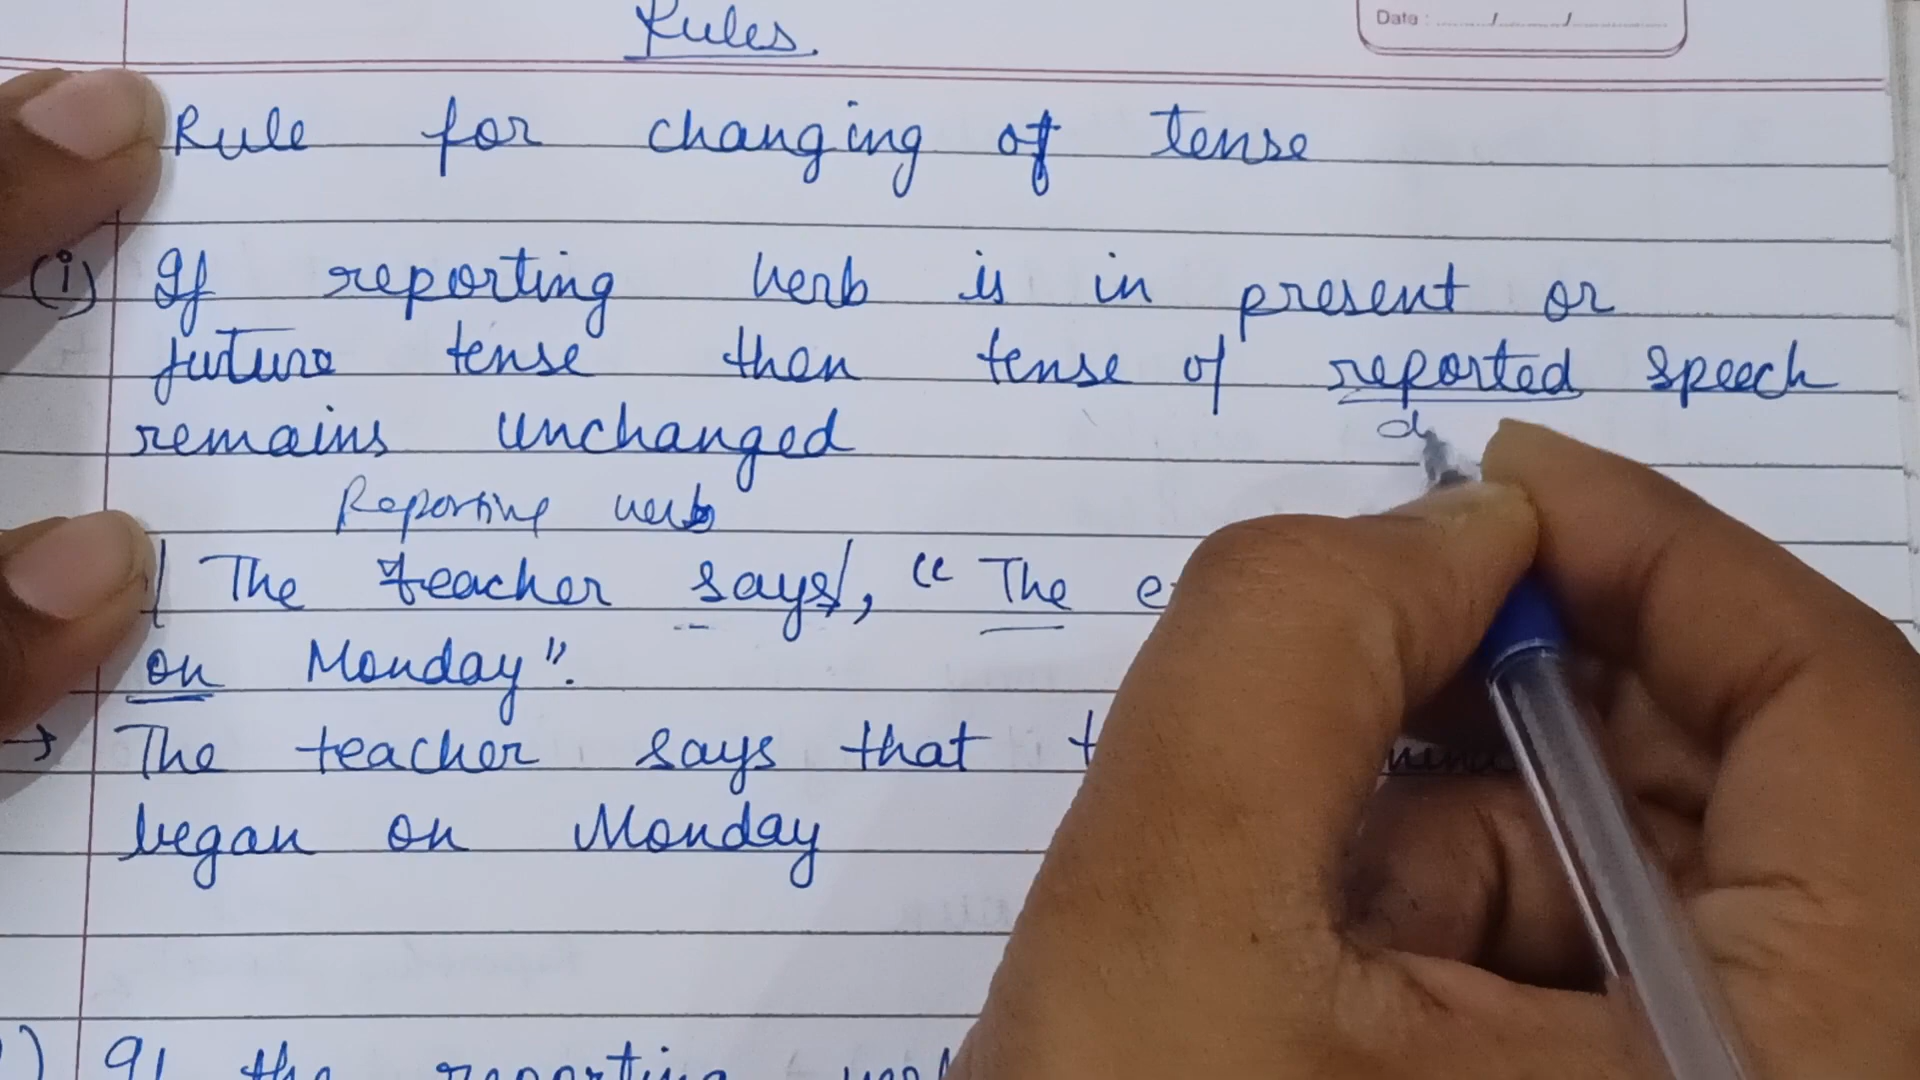 Rules.
Date : ......../......../................
Rule for changing of tense
(i) If reporting verb is in present or
future tense then tense of reported speech
remains unchanged
Reporting verb
The teacher says, "The
on Monday".
→ The teacher says that
began on Monday
the reporting